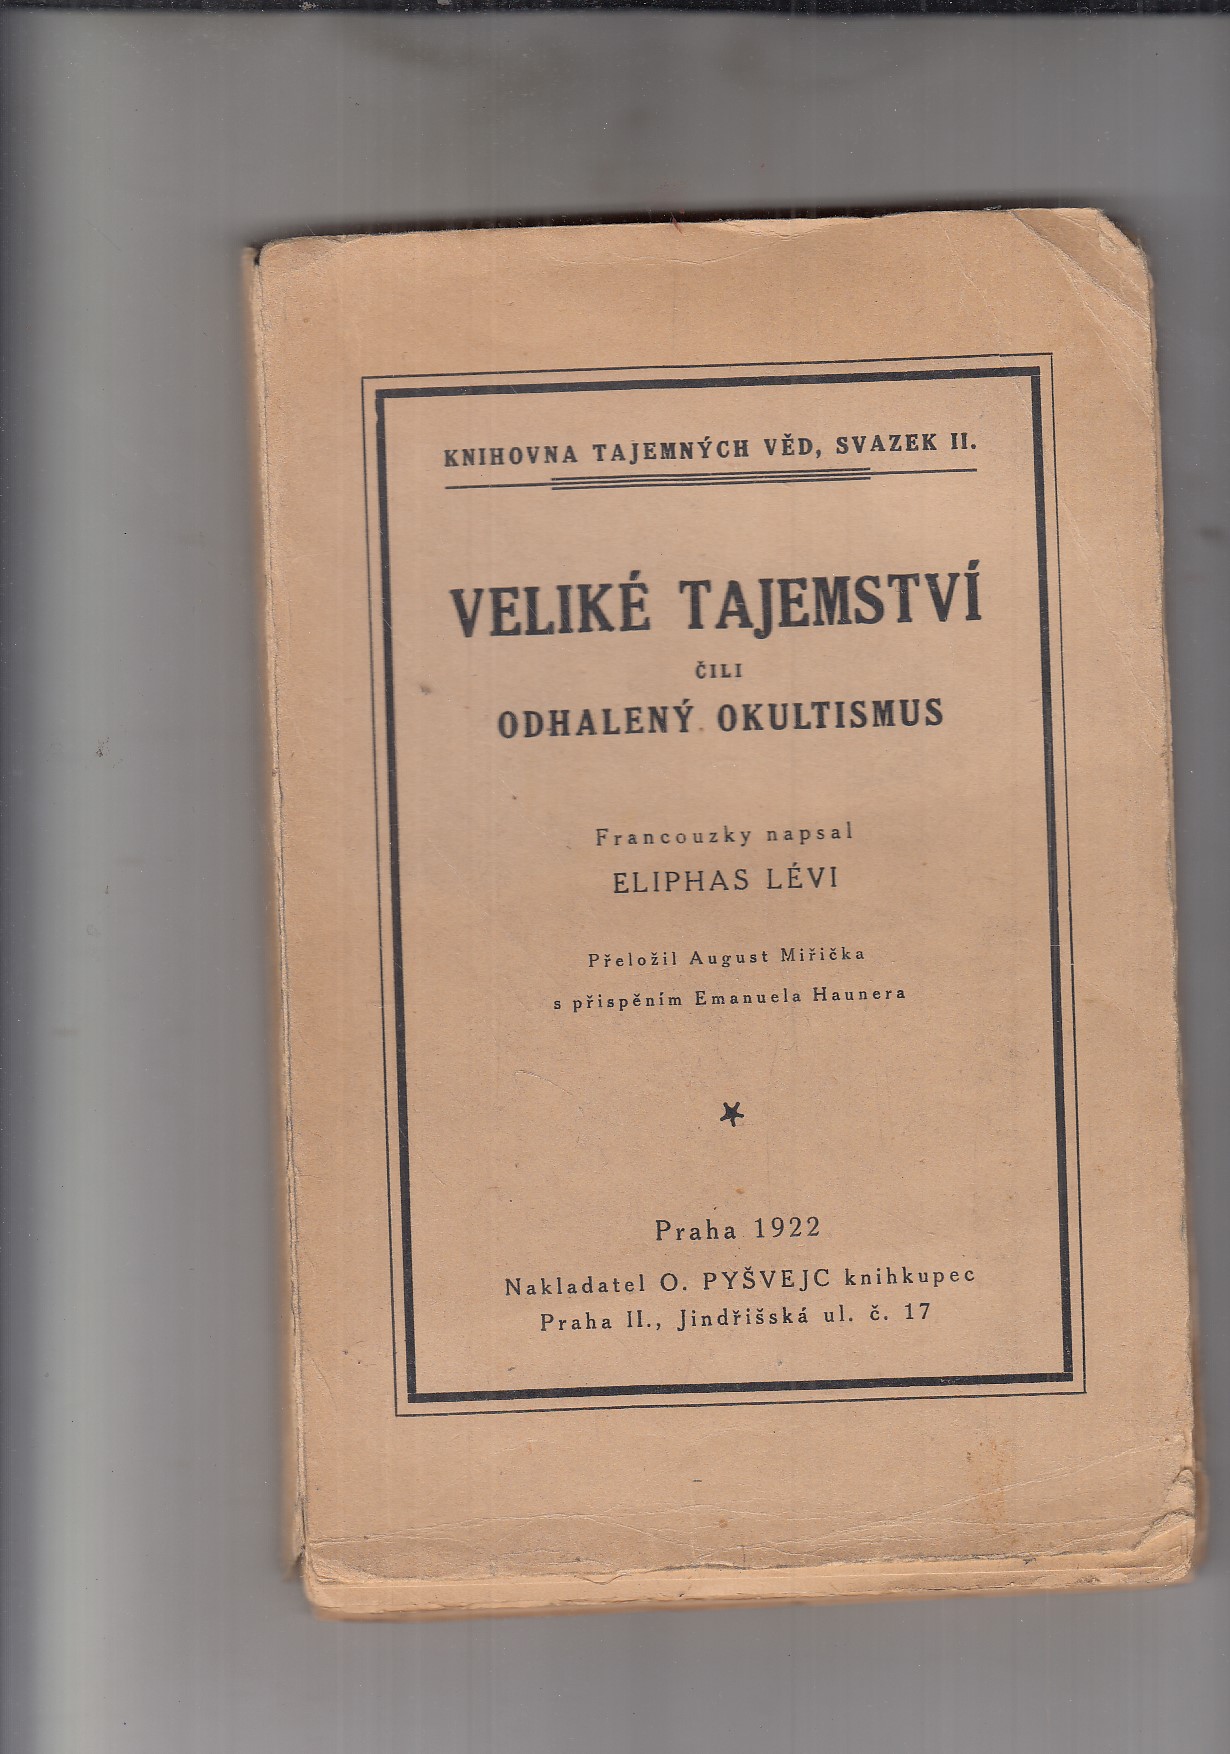 KNIHOVNA TAJEMNÝCH VĚD, SVAZEK II.
VELIKÉ TAJEMSTVÍ
ČILI
ODHALENÝ OKULTISMUS
Francouzky napsal
ELIPHAS LÉVI
Přeložil August Miřička
s přispěním Emanuela Haunera
Praha 1922
Nakladatel O. PYŠVEJC knihkupec
Praha II., Jindřišská ul. č. 17